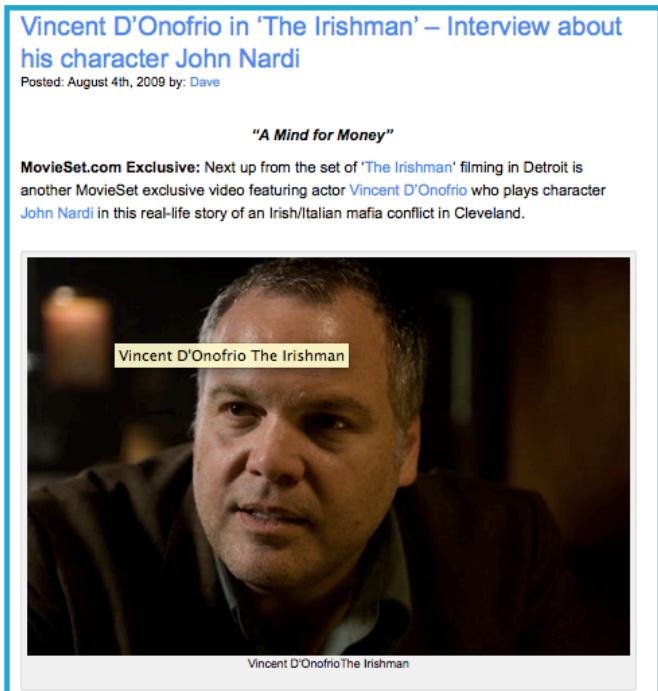 Vincent D’Onofrio in ‘The Irishman’ – Interview about
his character John Nardi
Posted: August 4th, 2009 by: Dave
“A Mind for Money”
MovieSet.com Exclusive: Next up from the set of ‘The Irishman‘ filming in Detroit is
another MovieSet exclusive video featuring actor Vincent D’Onofrio who plays character
John Nardi in this real-life story of an Irish/Italian mafia conflict in Cleveland.
Vincent D'Onofrio The Irishman
Vincent D'OnofrioThe Irishman